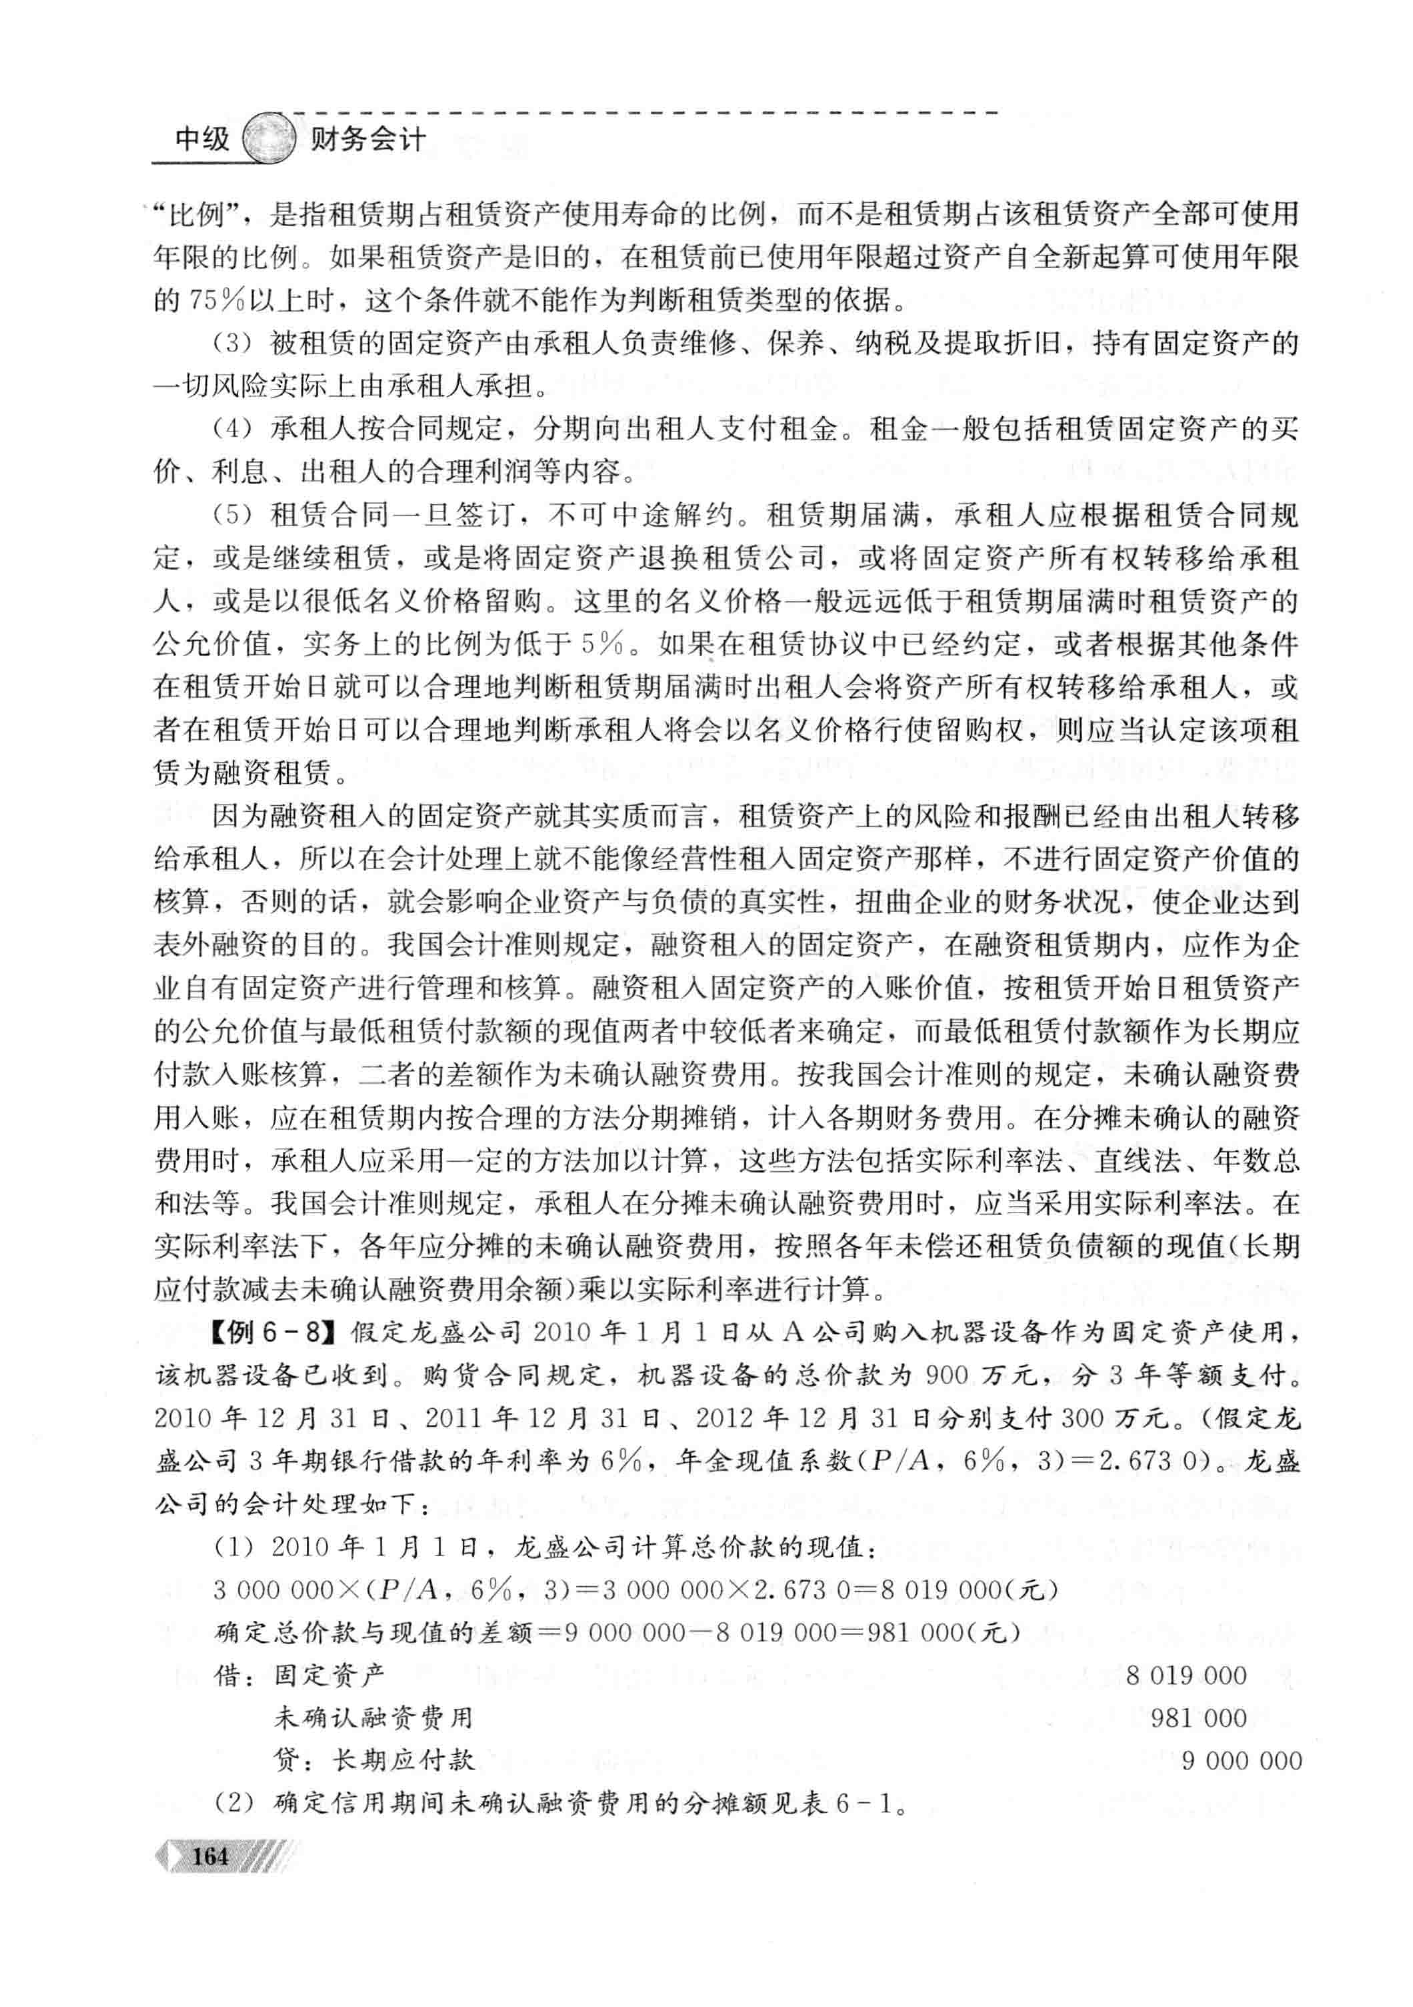 中级 财务会计
“比例”，是指租赁期占租赁资产使用寿命的比例，而不是租赁期占该租赁资产全部可使用
年限的比例。如果租赁资产是旧的，在租赁前已使用年限超过资产自全新起算可使用年限
的 75%以上时，这个条件就不能作为判断租赁类型的依据。
（3）被租赁的固定资产由承租人负责维修、保养、纳税及提取折旧，持有固定资产的
一切风险实际上由承租人承担。
（4）承租人按合同规定，分期向出租人支付租金。租金一般包括租赁固定资产的买
价、利息、出租人的合理利润等内容。
（5）租赁合同一旦签订，不可中途解约。租赁期届满，承租人应根据租赁合同规
定，或是继续租赁，或是将固定资产退换租赁公司，或将固定资产所有权转移给承租
人，或是以很低名义价格留购。这里的名义价格一般远远低于租赁期届满时租赁资产的
公允价值，实务上的比例为低于 5%。如果在租赁协议中已经约定，或者根据其他条件
在租赁开始日就可以合理地判断租赁期届满时出租人会将资产所有权转移给承租人，或
者在租赁开始日可以合理地判断承租人将会以名义价格行使留购权，则应当认定该项租
赁为融资租赁。
因为融资租入的固定资产就其实质而言，租赁资产上的风险和报酬已经由出租人转移
给承租人，所以在会计处理上就不能像经营性租入固定资产那样，不进行固定资产价值的
核算，否则的话，就会影响企业资产与负债的真实性，扭曲企业的财务状况，使企业达到
表外融资的目的。我国会计准则规定，融资租入的固定资产，在融资租赁期内，应作为企
业自有固定资产进行管理和核算。融资租入固定资产的入账价值，按租赁开始日租赁资产
的公允价值与最低租赁付款额的现值两者中较低者来确定，而最低租赁付款额作为长期应
付款入账核算，二者的差额作为未确认融资费用。按我国会计准则的规定，未确认融资费
用入账，应在租赁期内按合理的方法分期摊销，计入各期财务费用。在分摊未确认的融资
费用时，承租人应采用一定的方法加以计算，这些方法包括实际利率法、直线法、年数总
和法等。我国会计准则规定，承租人在分摊未确认融资费用时，应当采用实际利率法。在
实际利率法下，各年应分摊的未确认融资费用，按照各年未偿还租赁负债额的现值(长期
应付款减去未确认融资费用余额)乘以实际利率进行计算。
【例 6－8】假定龙盛公司 2010 年 1 月 1 日从 A 公司购入机器设备作为固定资产使用，
该机器设备已收到。购货合同规定，机器设备的总价款为 900 万元，分 3 年等额支付。
2010 年 12 月 31 日、2011 年 12 月 31 日、2012 年 12 月 31 日分别支付 300 万元。（假定龙
盛公司 3 年期银行借款的年利率为 6%，年金现值系数(P/A，6%，3)＝2.673 0)。龙盛
公司的会计处理如下：
（1）2010 年 1 月 1 日，龙盛公司计算总价款的现值：
3 000 000×(P/A，6%，3)＝3 000 000×2.673 0＝8 019 000(元)
确定总价款与现值的差额＝9 000 000－8 019 000＝981 000(元)
借：固定资产 8 019 000
未确认融资费用 981 000
贷：长期应付款 9 000 000
（2）确定信用期间未确认融资费用的分摊额见表 6－1。
164